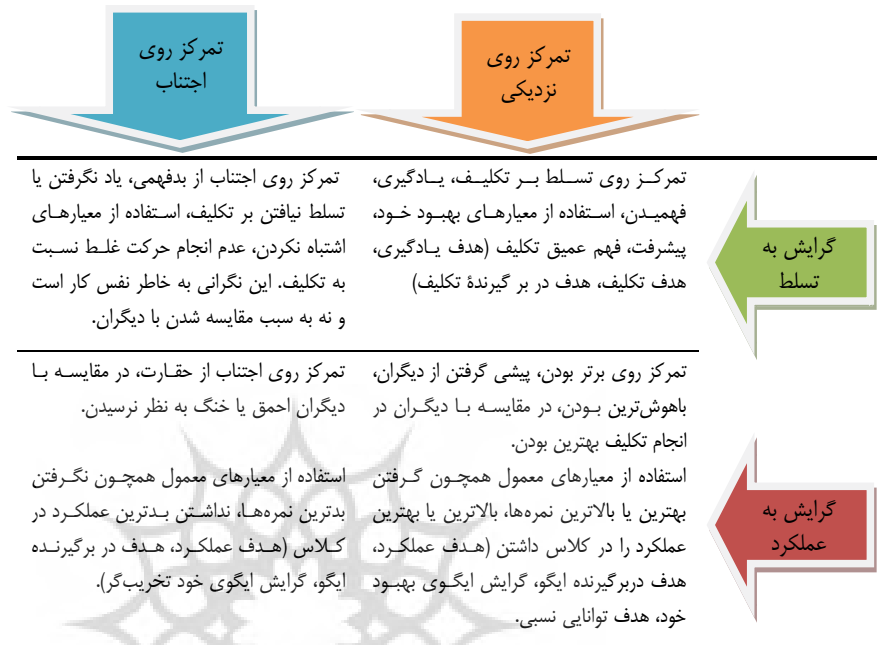 تمرکز روی
نزدیکی
تمرکز روی
اجتناب
گرایش به
تسلط
تمرکز روی تسلط بر تکلیف، یادگیری،
فهمیدن، استفاده از معیارهای بهبود خود،
پیشرفت، فهم عمیق تکلیف (هدف یادگیری،
هدف تکلیف، هدف در بر گیرندهٔ تکلیف)
تمرکز روی اجتناب از بدفهمی، یاد نگرفتن یا
تسلط نیافتن بر تکلیف، استفاده از معیارهای
اشتباه نکردن، عدم انجام حرکت غلط نسبت
به تکلیف. این نگرانی به خاطر نفس کار است
و نه به سبب مقایسه شدن با دیگران.
گرایش به
عملکرد
تمرکز روی برتر بودن، پیشی گرفتن از دیگران،
باهوش‌ترین بودن، در مقایسه با دیگران در
انجام تکلیف بهترین بودن.
استفاده از معیارهای معمول همچون گرفتن
بهترین یا بالاترین نمره‌ها، بالاترین یا بهترین
عملکرد را در کلاس داشتن (هدف عملکرد،
هدف دربرگیرنده ایگو، گرایش ایگوی بهبود
خود، هدف توانایی نسبی.
تمرکز روی اجتناب از حقارت، در مقایسه با
دیگران احمق یا خنگ به نظر نرسیدن.
استفاده از معیارهای معمول همچون نگرفتن
بدترین نمره‌ها، نداشتن بدترین عملکرد در
کلاس (هدف عملکرد، هدف در برگیرنده
ایگو، گرایش ایگوی خود تخریب‌گر).